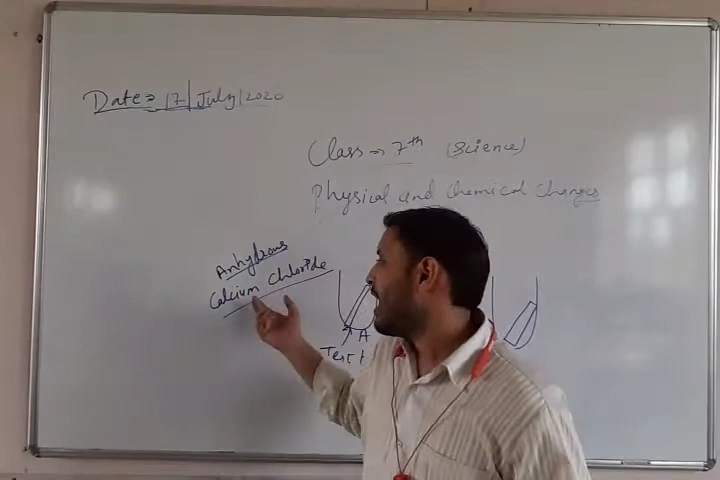 Date:- 17/July/2020
Class → 7th (Science)
Physical and chemical changes
Anhydrous
Calcium Chloride
A
Test